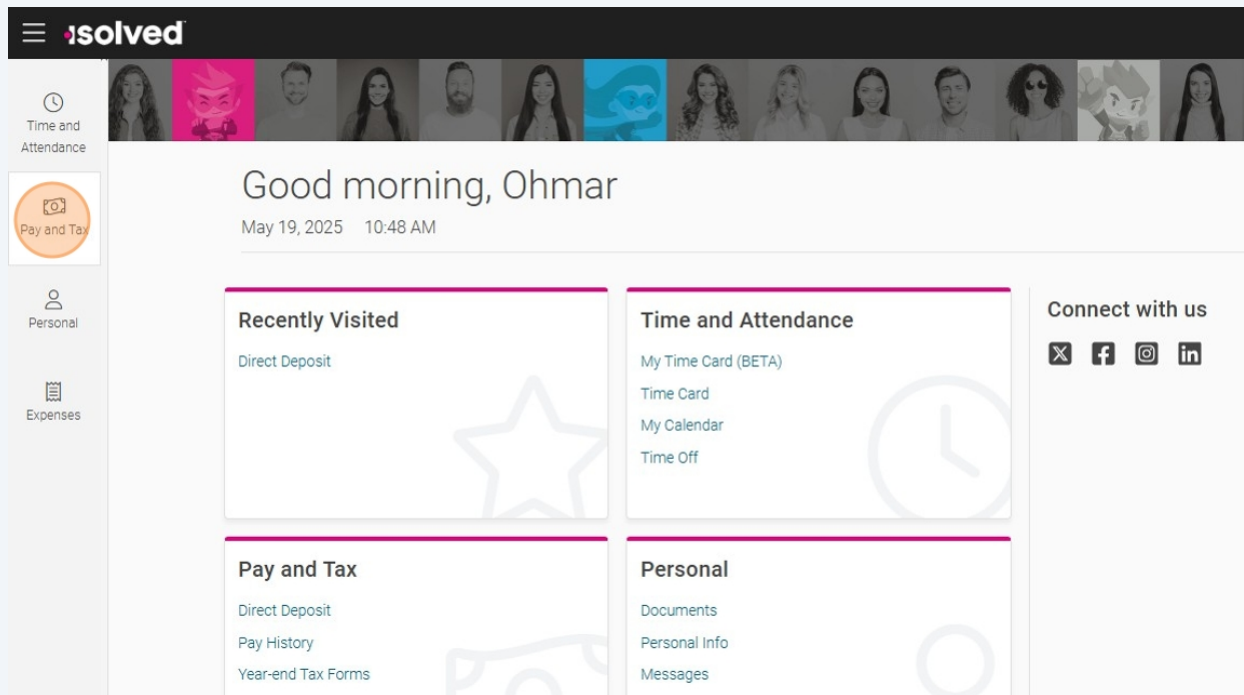 isolved
Time and
Attendance
Pay and Tax
Personal
Expenses
Good morning, Ohmar
May 19, 2025 10:48 AM
Recently Visited
Direct Deposit
Time and Attendance
My Time Card (BETA)
Time Card
My Calendar
Time Off
Connect with us
Pay and Tax
Direct Deposit
Pay History
Year-end Tax Forms
Personal
Documents
Personal Info
Messages